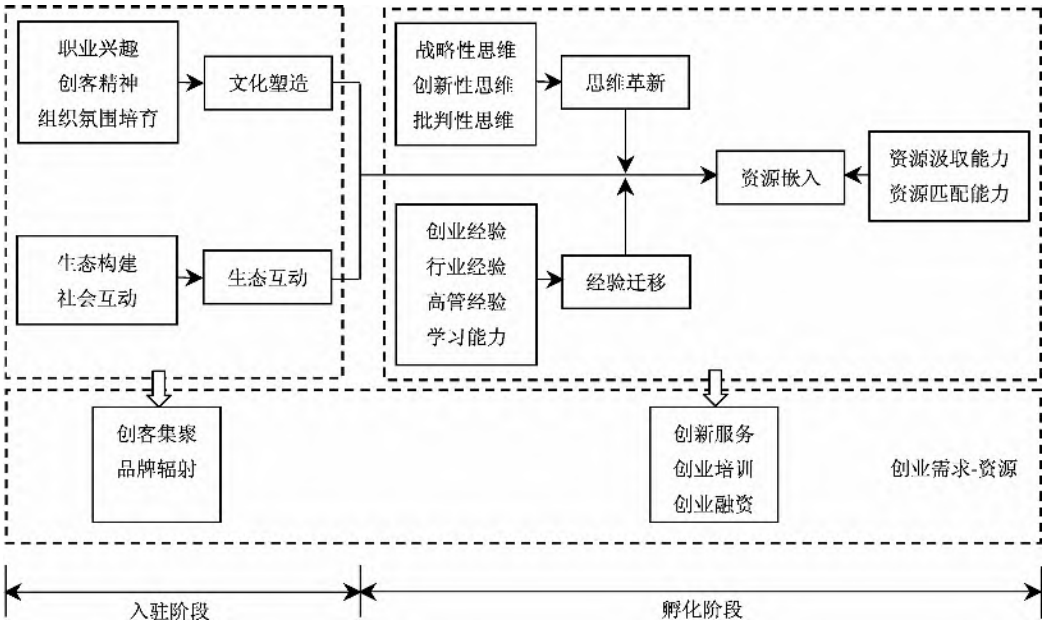 职业兴趣
创客精神
组织氛围培育
文化塑造
生态构建
社会互动
生态互动
战略性思维
创新性思维
批判性思维
思维革新
创业经验
行业经验
高管经验
学习能力
经验迁移
资源嵌入
资源汲取能力
资源匹配能力
创客集聚
品牌辐射
创新服务
创业培训
创业融资
创业需求-资源
入驻阶段
孵化阶段